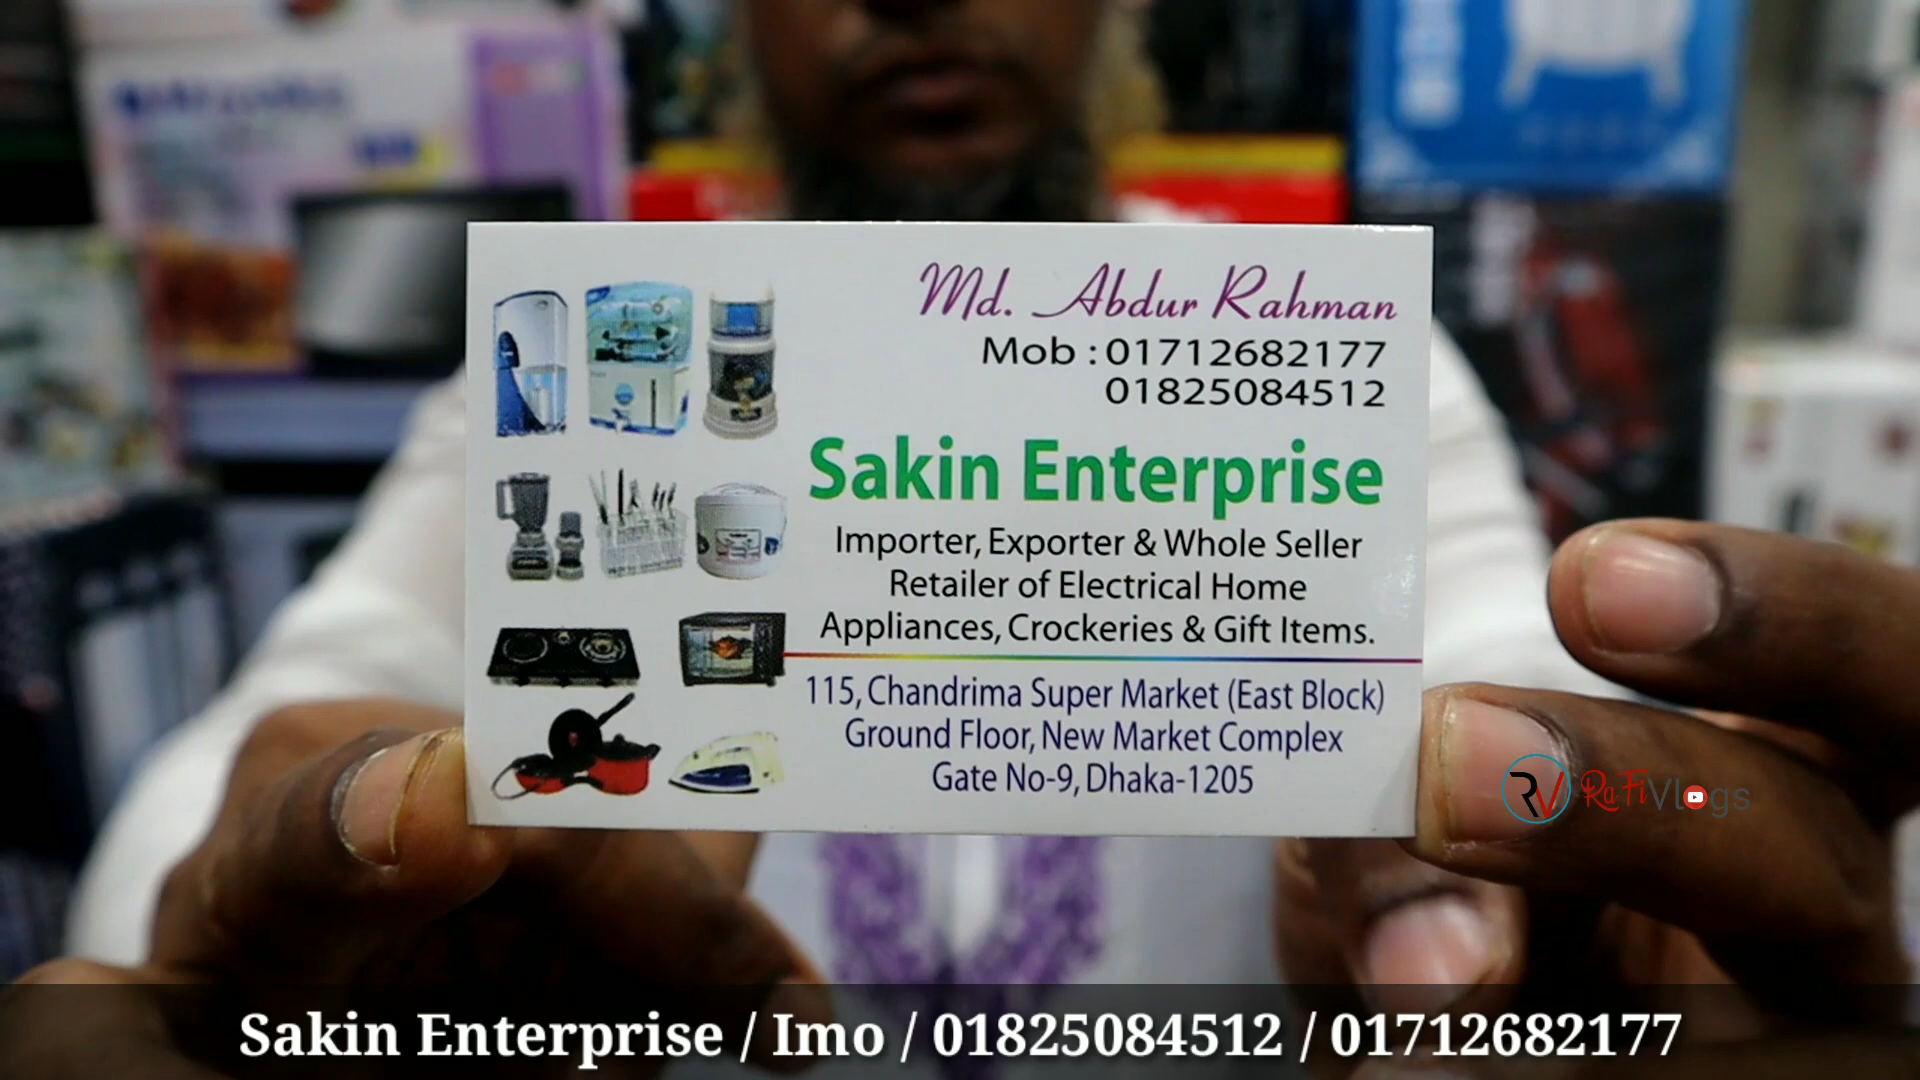 Md. Abdur Rahman
Mob : 01712682177
01825084512
Sakin Enterprise
Importer, Exporter & Whole Seller
Retailer of Electrical Home
Appliances, Crockeries & Gift Items.
115, Chandrima Super Market (East Block)
Ground Floor, New Market Complex
Gate No-9, Dhaka-1205
RV RaFi Vlogs
Sakin Enterprise / Imo / 01825084512 / 01712682177